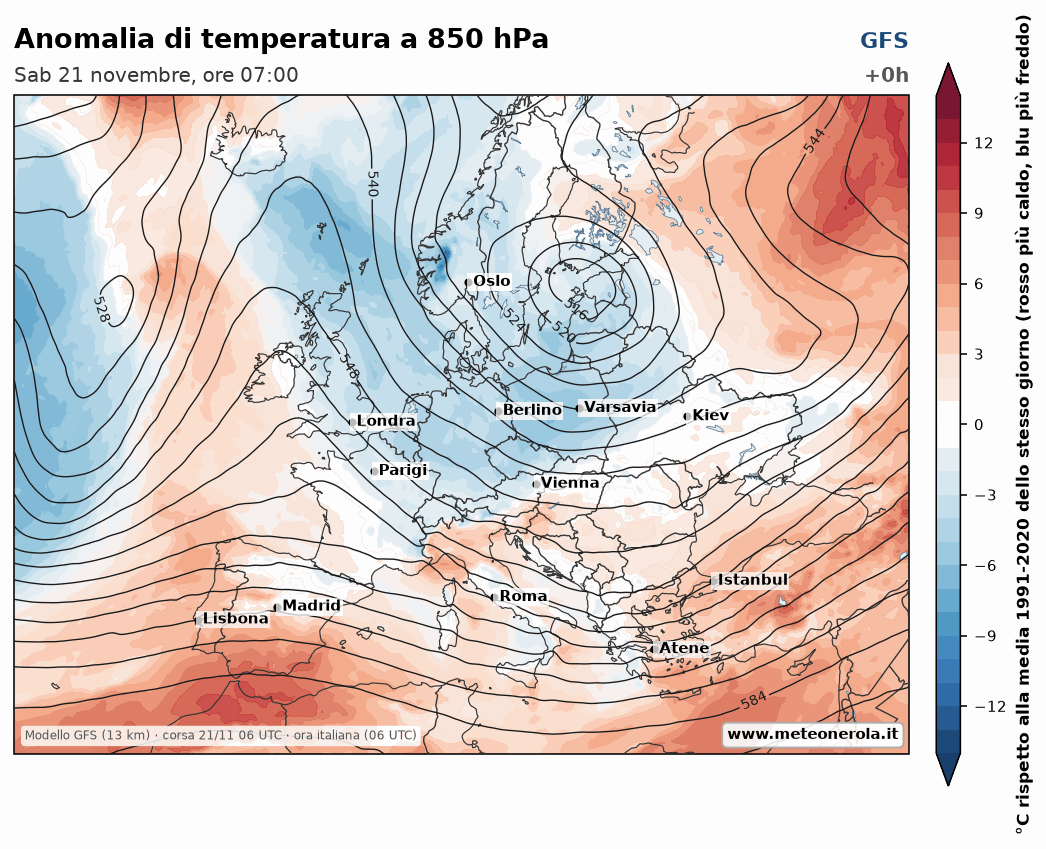 Anomalia di temperatura a 850 hPa
GFS
Sab 21 novembre, ore 07:00
+0h
544
540
528
Oslo
516
520
524
548
Londra
Berlino
Varsavia
Kiev
Parigi
Vienna
Istanbul
Roma
Madrid
Lisbona
Atene
584
Modello GFS (13 km) · corsa 21/11 06 UTC · ora italiana (06 UTC)
www.meteonerola.it
12
9
6
3
0
−3
−6
−9
−12
°C rispetto alla media 1991-2020 dello stesso giorno (rosso più caldo, blu più freddo)